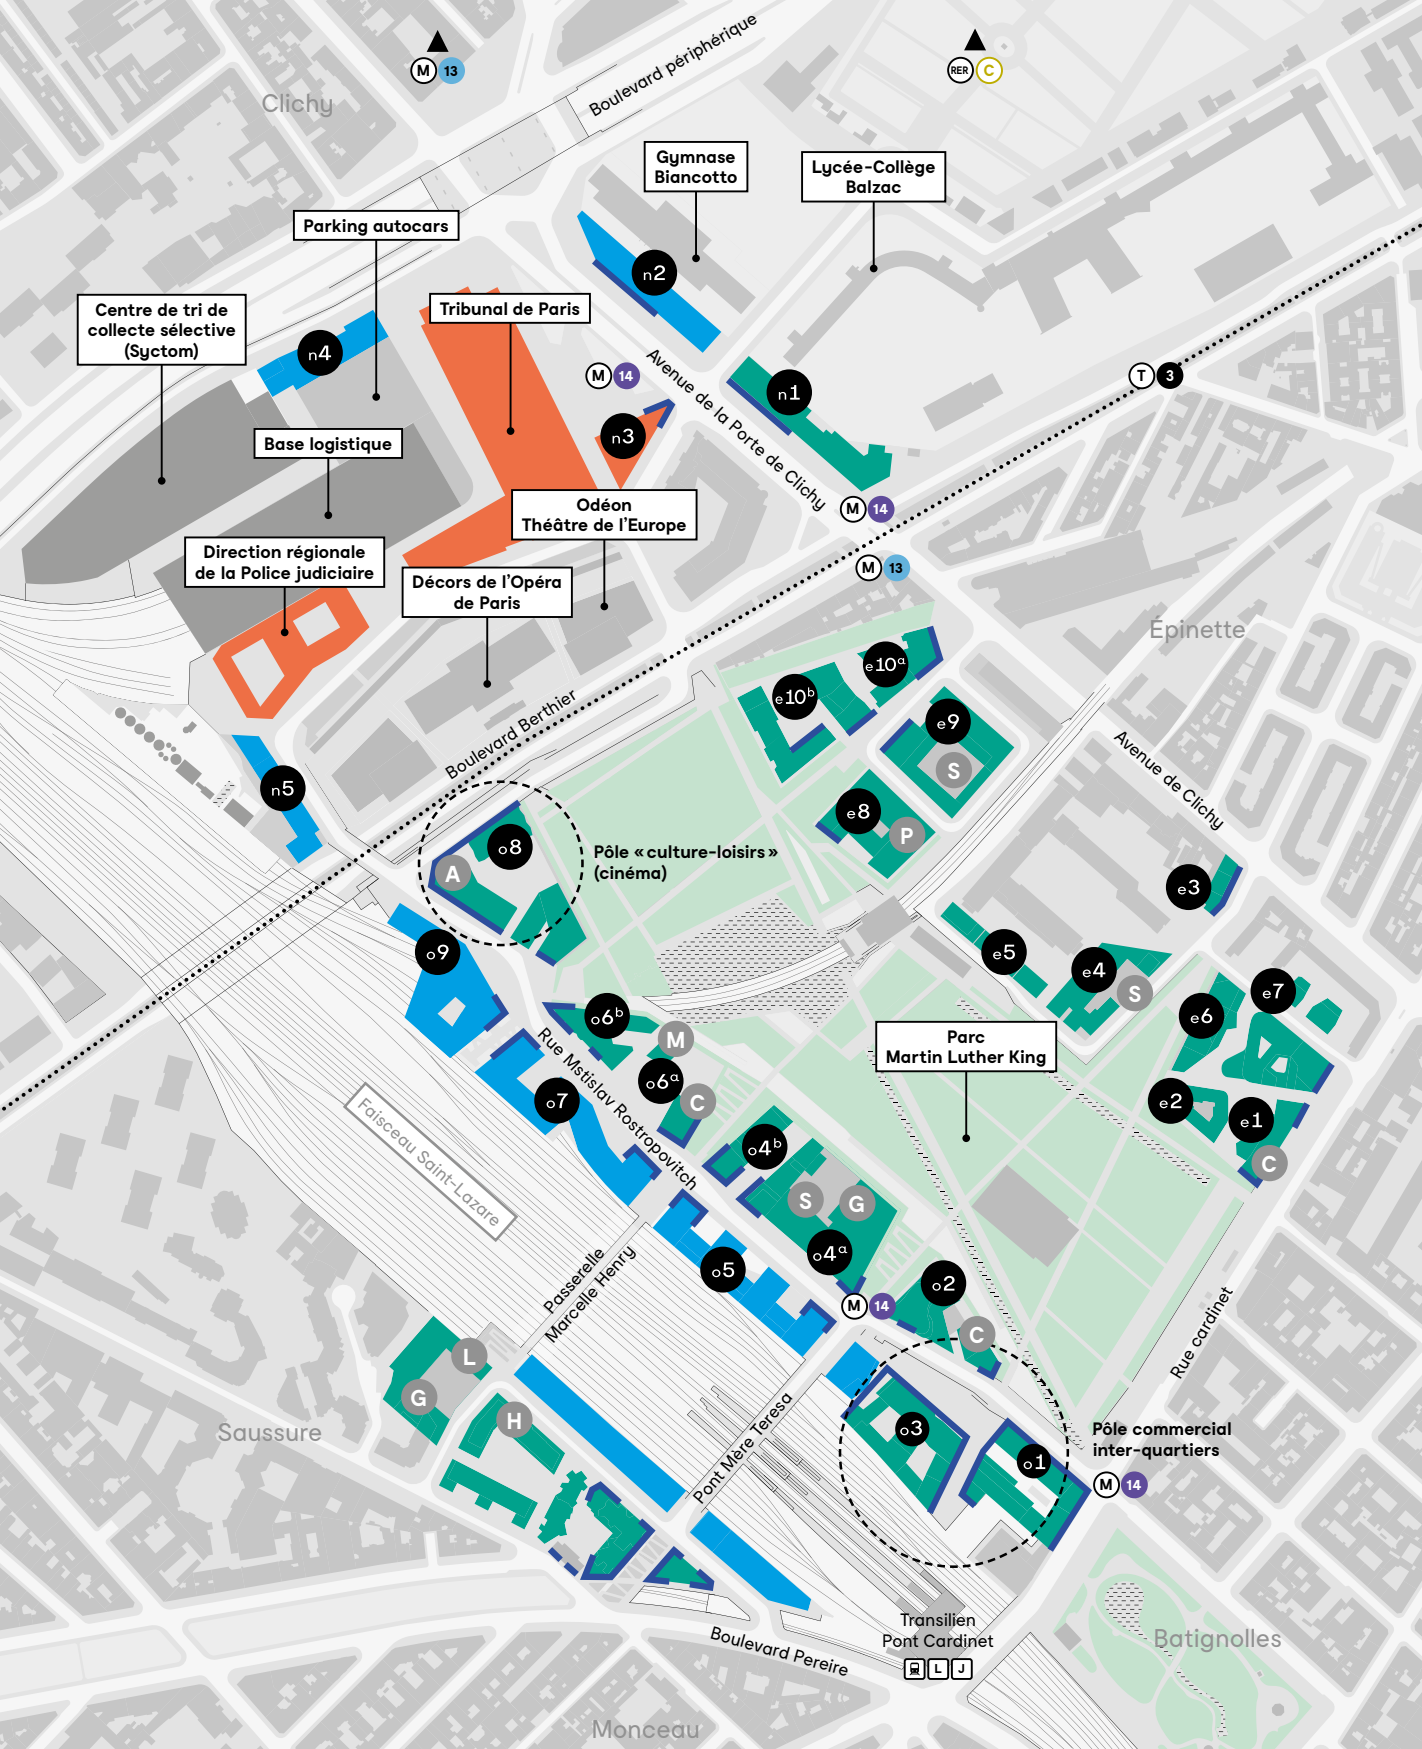 Boulevard périphérique
M 13
RER C
Clichy
Gymnase
Biancotto
Lycée-Collège
Balzac
Parking autocars
Centre de tri de
collecte sélective
(Syctom)
Tribunal de Paris
n2
n4
M 14
Avenue de la Porte de Clichy
n1
T 3
n3
Base logistique
Odéon
Théâtre de l'Europe
M 14
Direction régionale
de la Police judiciaire
Décors de l'Opéra
de Paris
M 13
Épinette
e10a
e10b
e9
S
Boulevard Berthier
Avenue de Clichy
n5
e8
P
o8
A
Pôle « culture-loisirs »
(cinéma)
e3
o9
e5
e4
S
e7
e6
o6b
M
Parc
Martin Luther King
Rue Mstislav Rostropovitch
o6a
C
o7
e2
e1
C
Faisceau Saint-Lazare
o4b
S
G
o4a
o5
Passerelle
Marcelle Henry
o2
M 14
C
Rue cardinet
L
G
H
Saussure
Pont Mère Teresa
o3
o1
Pôle commercial
inter-quartiers
M 14
Transilien
Pont Cardinet
L J
Boulevard Pereire
Batignolles
Monceau